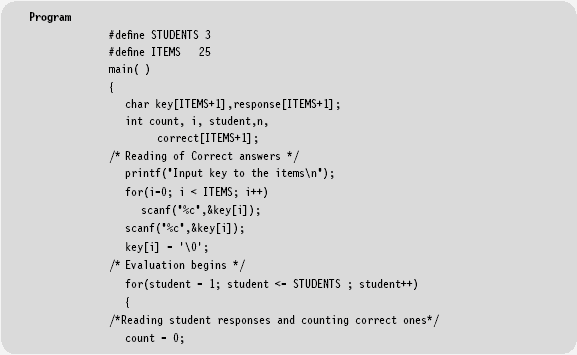 Program
#define STUDENTS 3
#define ITEMS 25
main( )
{
char key[ITEMS+1],response[ITEMS+1];
int count, i, student,n,
correct[ITEMS+1];
/* Reading of Correct answers */
printf("Input key to the items\n");
for(i=0; i < ITEMS; i++)
scanf("%c",&key[i]);
scanf("%c",&key[i]);
key[i] = '\0';
/* Evaluation begins */
for(student = 1; student <= STUDENTS ; student++)
{
/*Reading student responses and counting correct ones*/
count = 0;